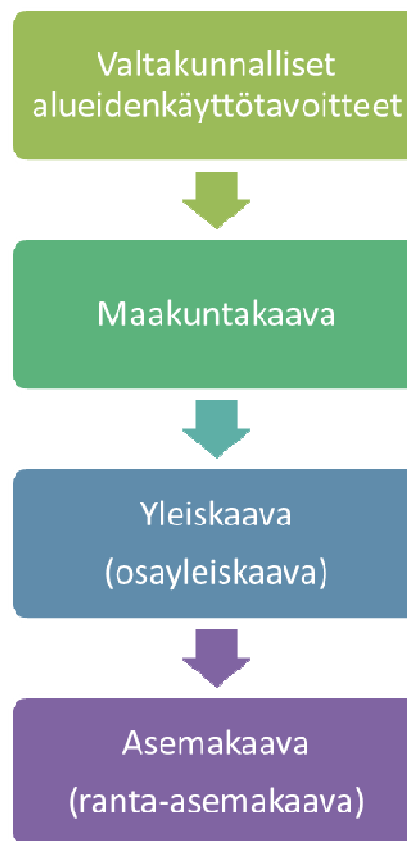 Valtakunnalliset
alueidenkäyttötavoitteet
Maakuntakaava
Yleiskaava
(osayleiskaava)
Asemakaava
(ranta-asemakaava)